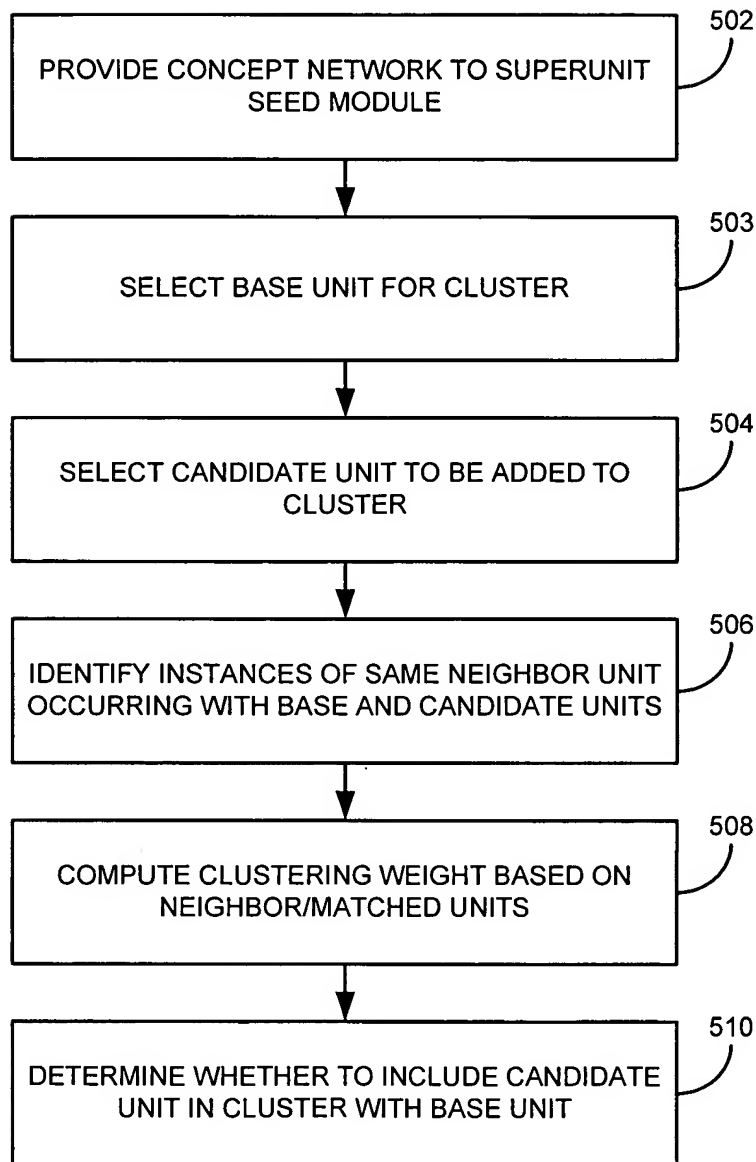 502
PROVIDE CONCEPT NETWORK TO SUPERUNIT
SEED MODULE
503
SELECT BASE UNIT FOR CLUSTER
504
SELECT CANDIDATE UNIT TO BE ADDED TO
CLUSTER
506
IDENTIFY INSTANCES OF SAME NEIGHBOR UNIT
OCCURRING WITH BASE AND CANDIDATE UNITS
508
COMPUTE CLUSTERING WEIGHT BASED ON
NEIGHBOR/MATCHED UNITS
510
DETERMINE WHETHER TO INCLUDE CANDIDATE
UNIT IN CLUSTER WITH BASE UNIT